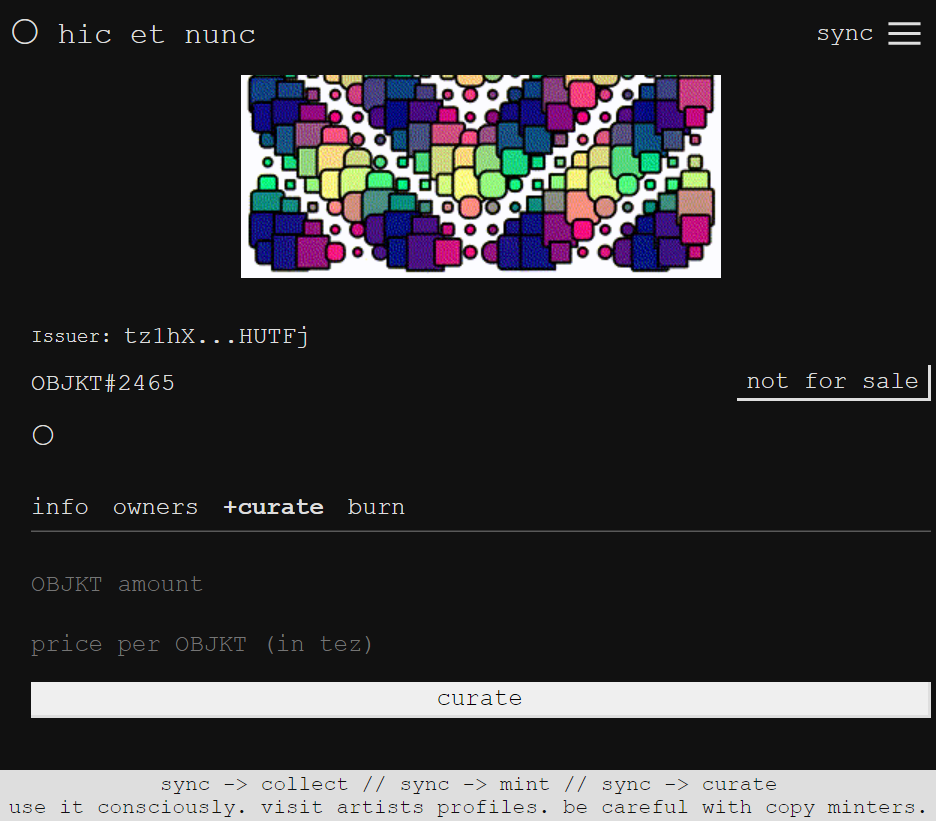 hic et nunc
sync
Issuer: tz1hX...HUTFj
OBJKT#2465
not for sale
info owners +curate burn
OBJKT amount
price per OBJKT (in tez)
curate
sync -> collect // sync -> mint // sync -> curate
use it consciously. visit artists profiles. be careful with copy minters.